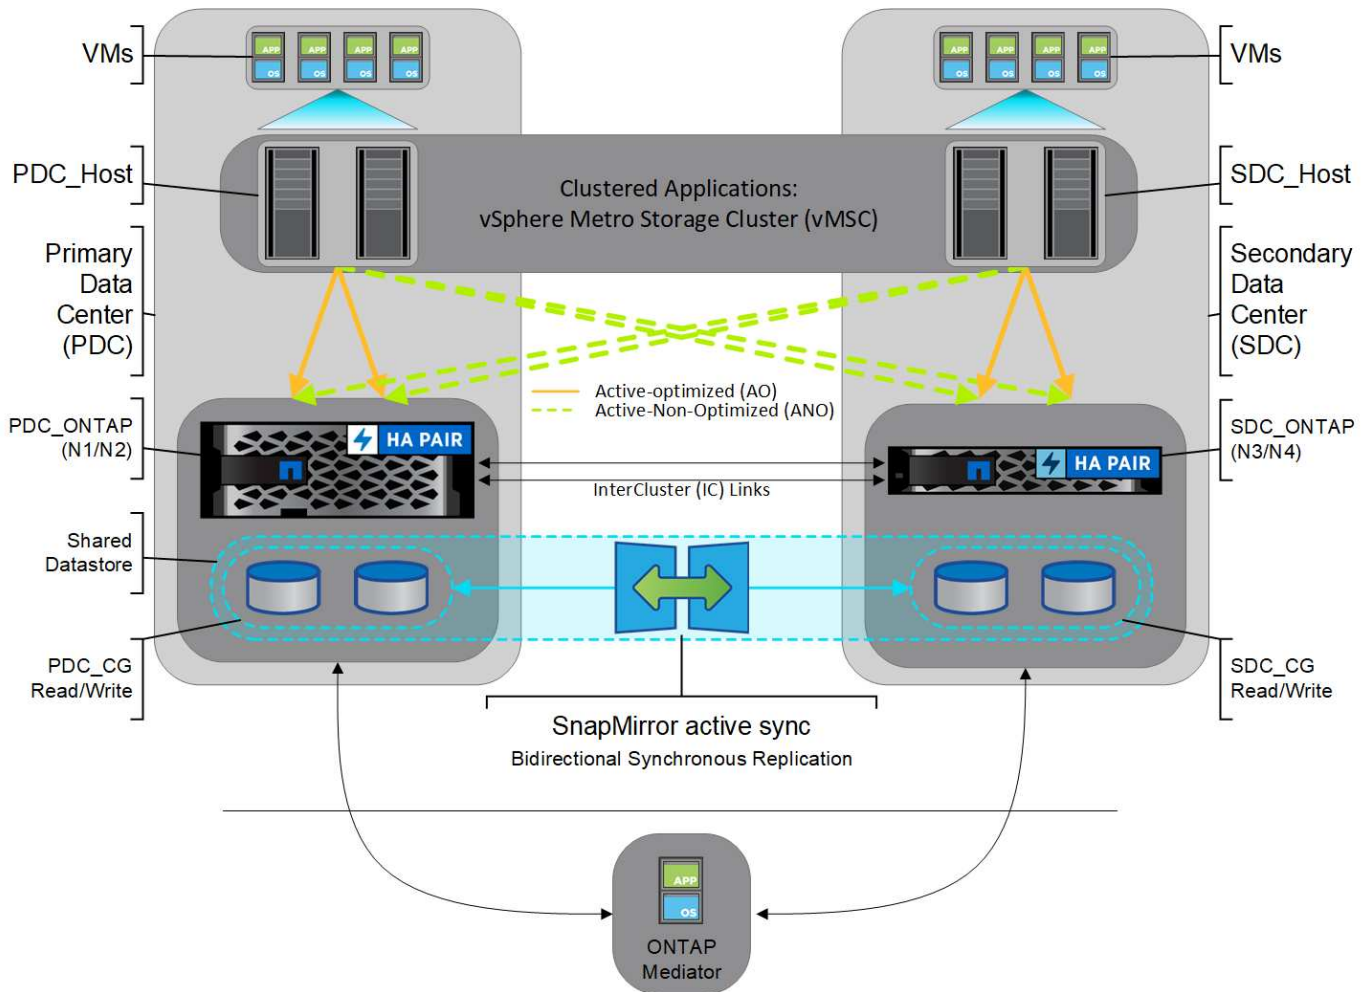 VMs
APP
APP
APP
APP
OS
OS
OS
OS
APP
APP
APP
APP
OS
OS
OS
OS
VMs
PDC_Host
Clustered Applications:
vSphere Metro Storage Cluster (vMSC)
SDC_Host
Primary
Data
Center
(PDC)
Secondary
Data
Center
(SDC)
Active-optimized (AO)
Active-Non-Optimized (ANO)
PDC_ONTAP
(N1/N2)
HA PAIR
HA PAIR
SDC_ONTAP
(N3/N4)
InterCluster (IC) Links
Shared
Datastore
PDC_CG
Read/Write
SDC_CG
Read/Write
SnapMirror active sync
Bidirectional Synchronous Replication
APP
OS
ONTAP
Mediator